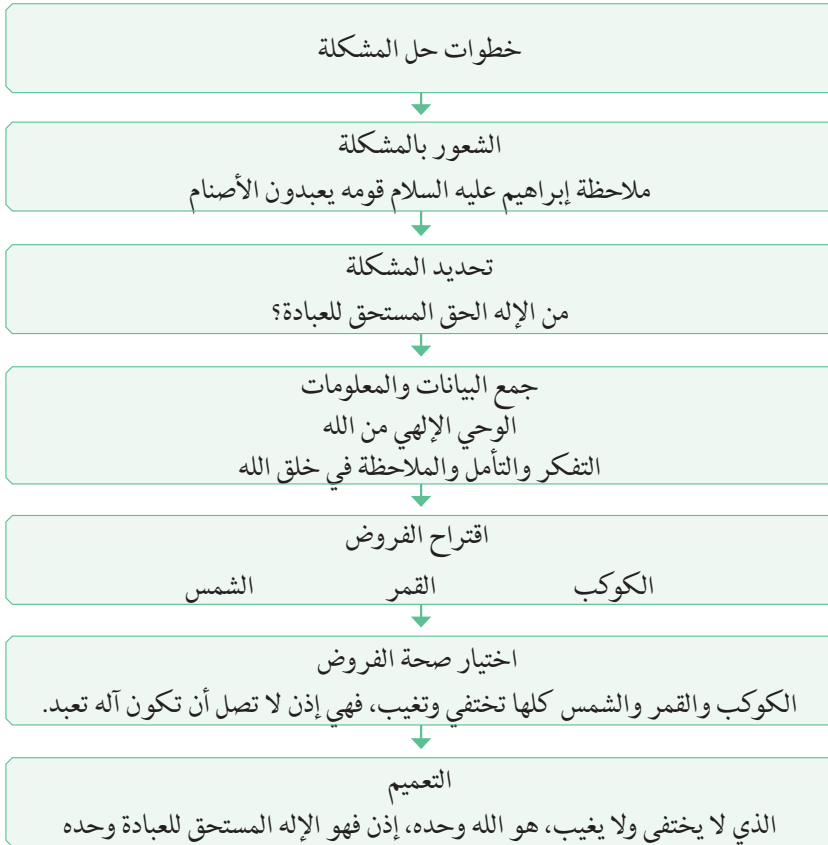 خطوات حل المشكلة
الشعور بالمشكلة
ملاحظة إبراهيم عليه السلام قومه يعبدون الأصنام
تحديد المشكلة
من الإله الحق المستحق للعبادة؟
جمع البيانات والمعلومات
الوحي الإلهي من الله
التفكر والتأمل والملاحظة في خلق الله
اقتراح الفروض
الكوكب القمر الشمس
اختيار صحة الفروض
الكوكب والقمر والشمس كلها تختفي وتغيب، فهي إذن لا تصل أن تكون آله تعبد.
التعميم
الذي لا يختفي ولا يغيب، هو الله وحده، إذن فهو الإله المستحق للعبادة وحده